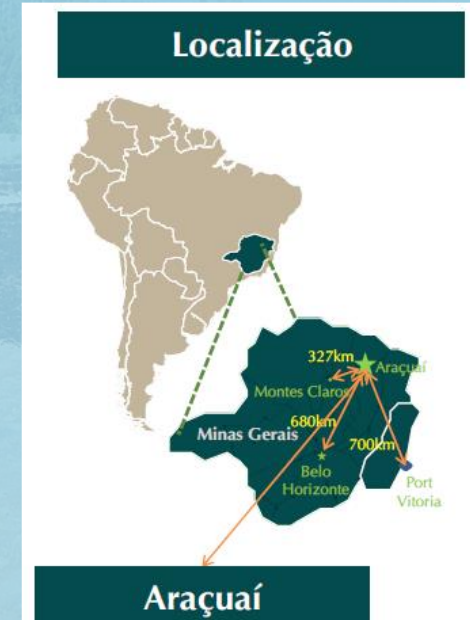 Localização
327km
Araçuaí
Montes Claros
680km
Minas Gerais
700km
Belo
Horizonte
Port
Vitoria
Araçuaí